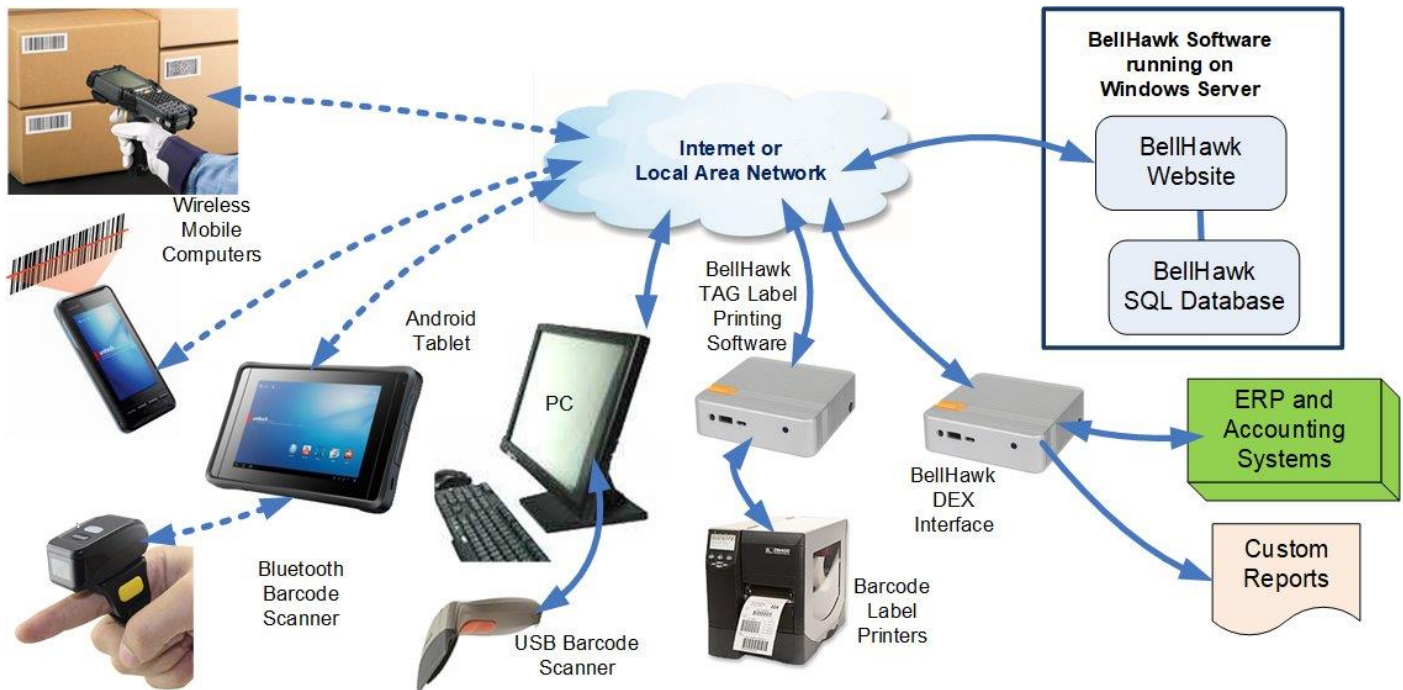 BellHawk Software
running on
Windows Server
BellHawk
Website
BellHawk
SQL Database
Internet or
Local Area Network
Wireless
Mobile
Computers
Android
Tablet
PC
BellHawk
TAG Label
Printing
Software
BellHawk
DEX
Interface
ERP and
Accounting
Systems
Custom
Reports
Bluetooth
Barcode
Scanner
USB Barcode
Scanner
Barcode
Label
Printers